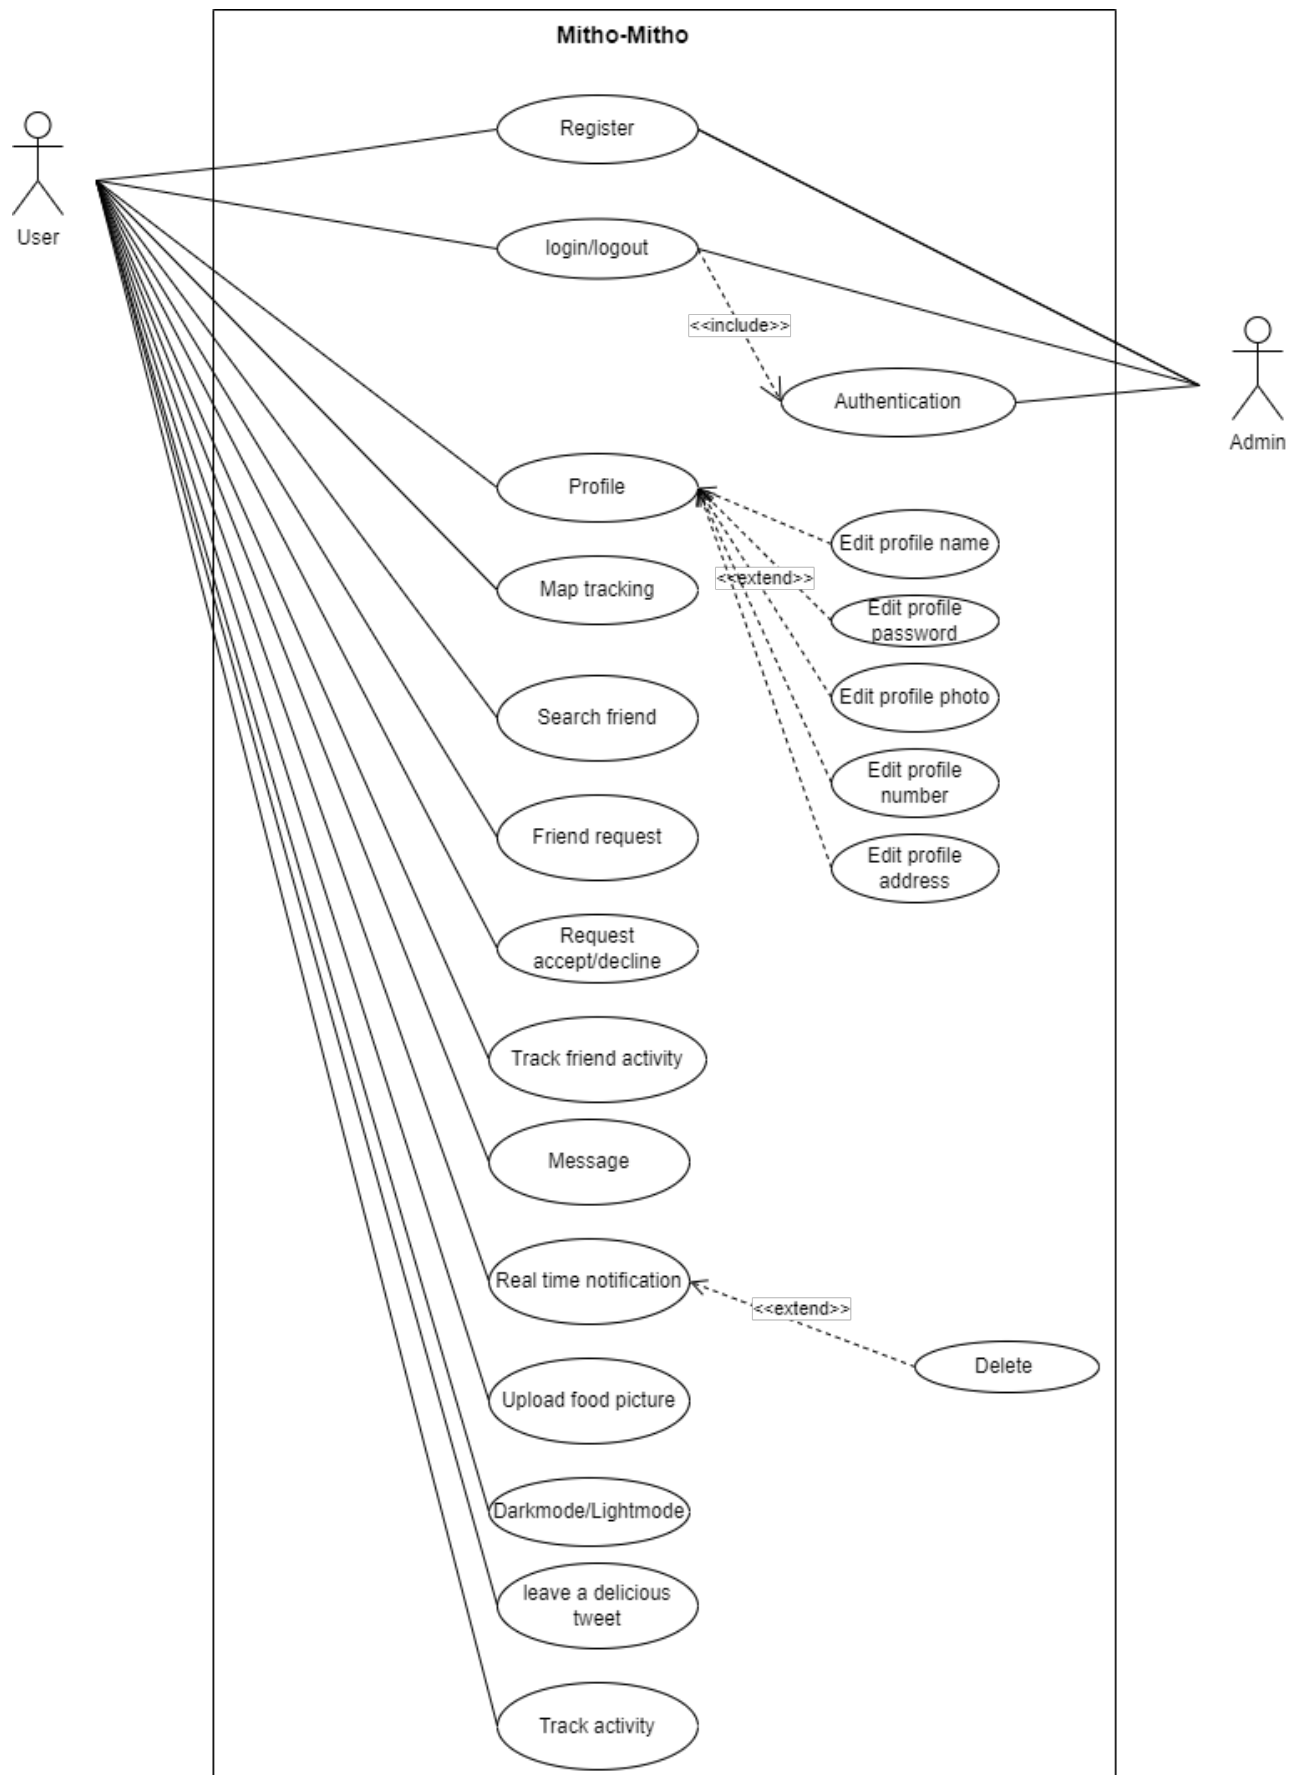 Mitho-Mitho
Register
User
login/logout
<<include>>
Authentication
Admin
Profile
Edit profile name
<<extend>>
Map tracking
Edit profile
password
Edit profile photo
Search friend
Edit profile
number
Friend request
Edit profile
address
Request
accept/decline
Track friend activity
Message
Real time notification
<<extend>>
Delete
Upload food picture
Darkmode/Lightmode
leave a delicious
tweet
Track activity